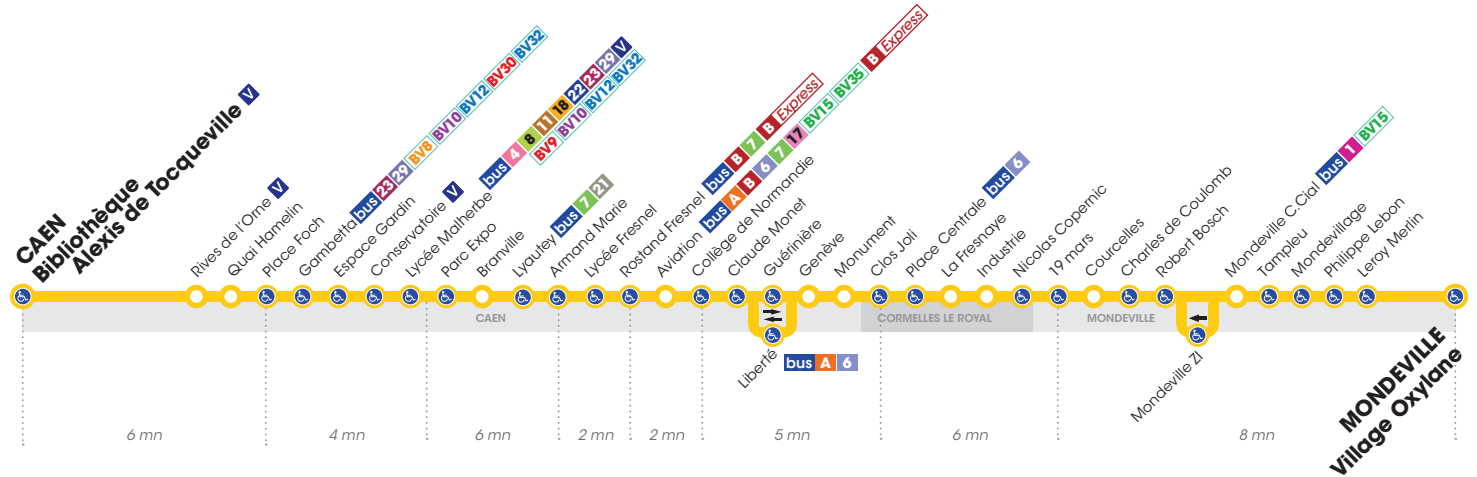 CAEN
Bibliothèque
Alexis de Tocqueville V
Rives de l'Orne V
Quai Hamelin
Place Foch
Gambetta bus 23 29 BV8 BV10 BV12 BV30 BV32
Espace Gardin
Conservatoire V
Lycée Malherbe bus 4 8 11 18 22 23 29 V
BV9 BV10 BV12 BV32
Parc Expo
Branville
Lyautey bus 7 21
Armand Marie
Lycée Fresnel
Rostand Fresnel bus B 7 B Express
Aviation bus A B 6 7 17 BV15 BV35 B Express
Collège de Normandie
Claude Monet
Guérinière
Genève
Monument
Clos Joli
Place Centrale bus 6
La Fresnaye
Industrie
Nicolas Copernic
19 mars
Courcelles
Charles de Coulomb
Robert Bosch
Mondeville C.Cial bus 1 BV15
Tampleu
Mondevillage
Philippe Lebon
Leroy Merlin
CAEN
CORMELLES LE ROYAL
MONDEVILLE
Liberté bus A 6
Mondeville ZI
MONDEVILLE
Village Oxylane
6 mn
4 mn
6 mn
2 mn
2 mn
5 mn
6 mn
8 mn